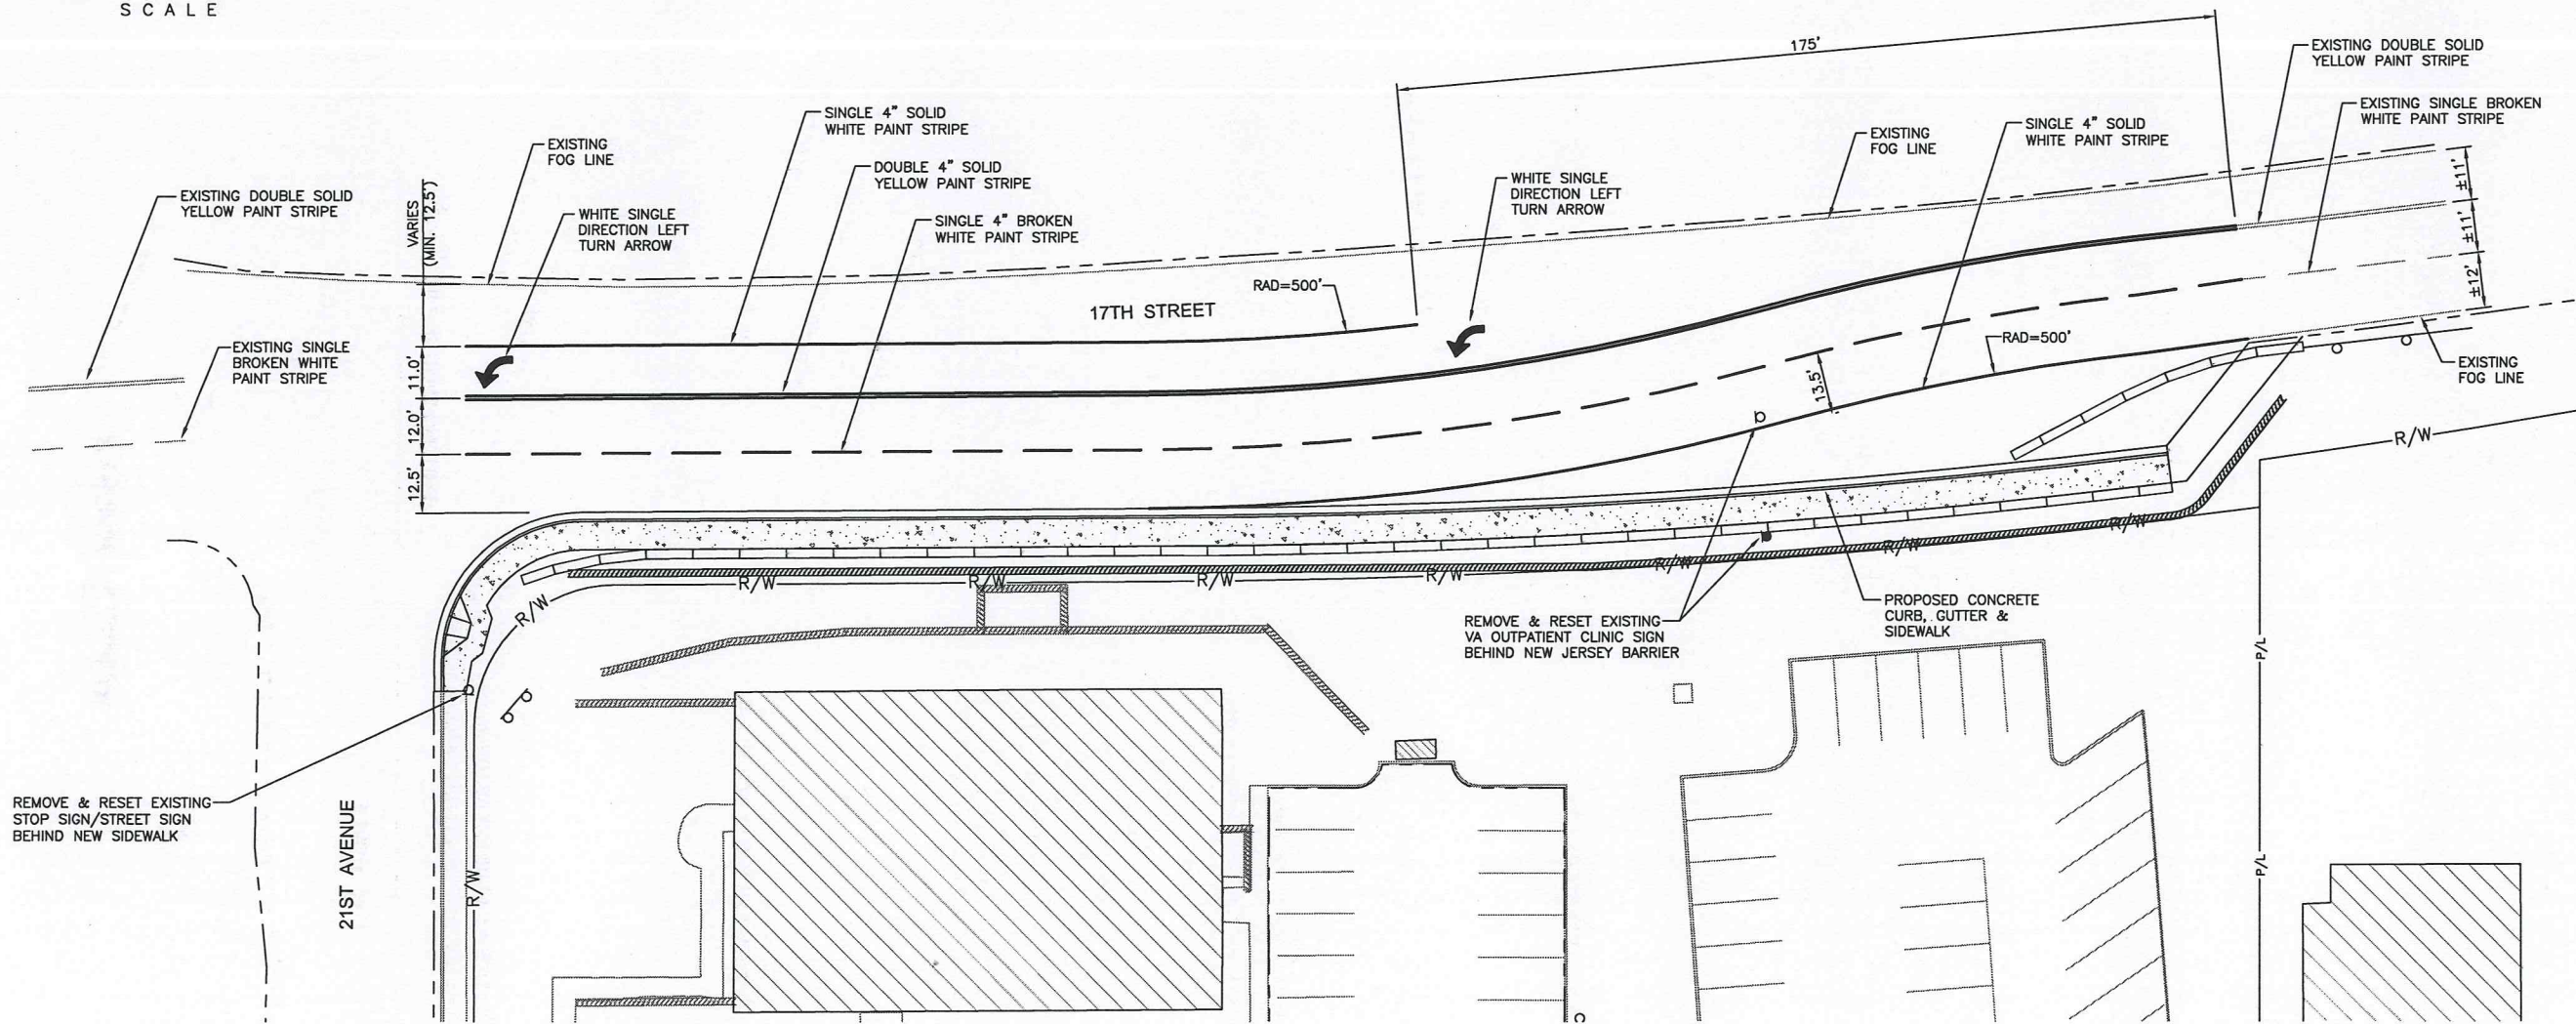 SCALE
175'
EXISTING DOUBLE SOLID
YELLOW PAINT STRIPE
EXISTING SINGLE BROKEN
WHITE PAINT STRIPE
SINGLE 4" SOLID
WHITE PAINT STRIPE
EXISTING
FOG LINE
SINGLE 4" SOLID
WHITE PAINT STRIPE
EXISTING
FOG LINE
DOUBLE 4" SOLID
YELLOW PAINT STRIPE
WHITE SINGLE
DIRECTION LEFT
TURN ARROW
EXISTING DOUBLE SOLID
YELLOW PAINT STRIPE
VARIES
(MIN. 12.5')
WHITE SINGLE
DIRECTION LEFT
TURN ARROW
SINGLE 4" BROKEN
WHITE PAINT STRIPE
±11'
±11'
±12'
RAD=500'
17TH STREET
EXISTING SINGLE
BROKEN WHITE
PAINT STRIPE
RAD=500'
EXISTING
FOG LINE
11.0'
12.0'
12.5'
13.5'
R/W
R/W
R/W
R/W
R/W
R/W
R/W
R/W
R/W
REMOVE & RESET EXISTING
VA OUTPATIENT CLINIC SIGN
BEHIND NEW JERSEY BARRIER
PROPOSED CONCRETE
CURB, GUTTER &
SIDEWALK
P/L
REMOVE & RESET EXISTING
STOP SIGN/STREET SIGN
BEHIND NEW SIDEWALK
21ST AVENUE
R/W
P/L